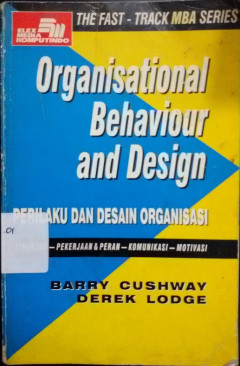 ELEX MEDIA KOMPUTINDO
THE FAST - TRACK MBA SERIES
Organisational
Behaviour
and Design
PERILAKU DAN DESAIN ORGANISASI
– PEKERJAAN & PERAN – KOMUNIKASI – MOTIVASI
BARRY CUSHWAY
DEREK LODGE
.01